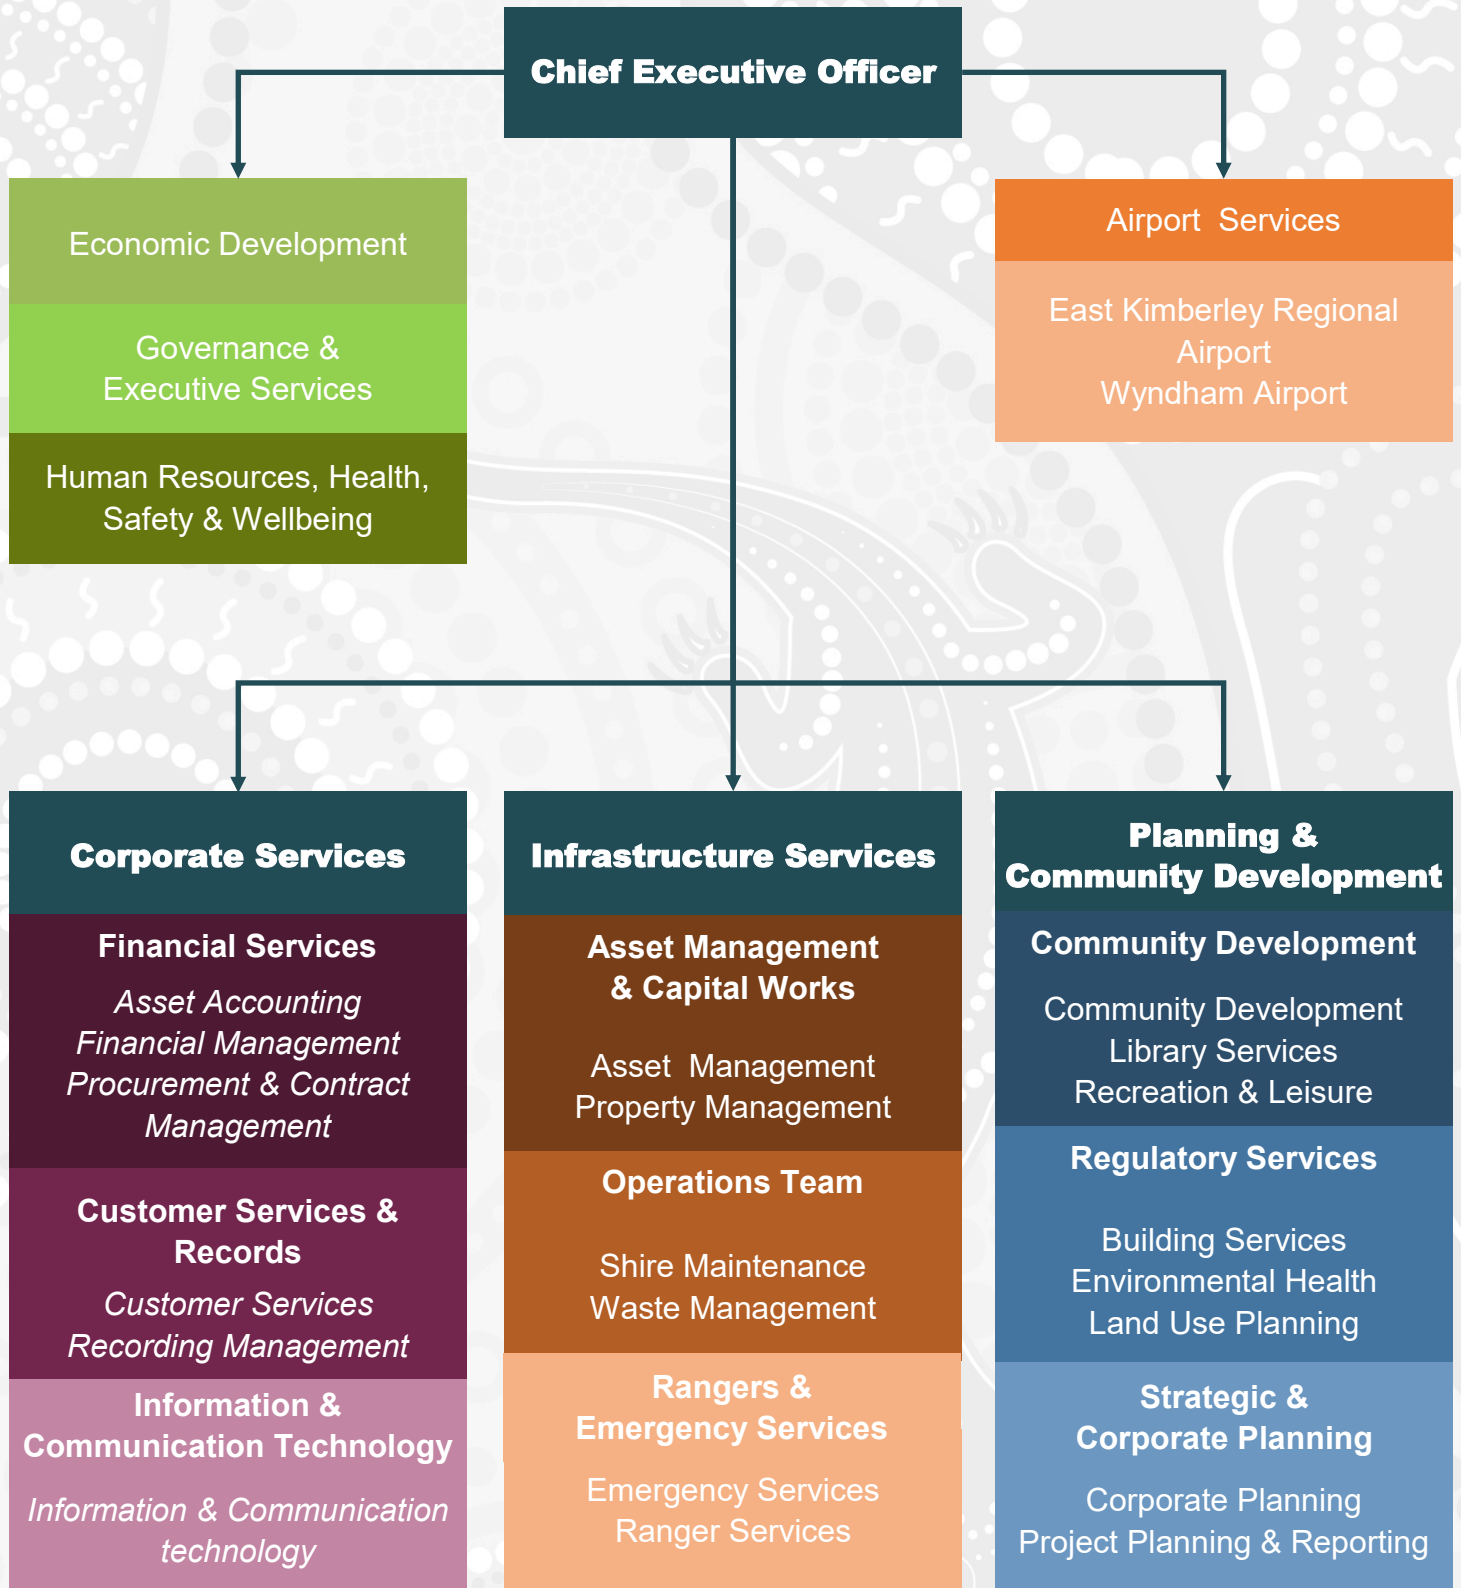 Chief Executive Officer
Economic Development
Governance &
Executive Services
Human Resources, Health,
Safety & Wellbeing
Airport  Services
East Kimberley Regional
Airport
Wyndham Airport
Corporate Services
Financial Services
Asset Accounting
Financial Management
Procurement & Contract
Management
Customer Services &
Records
Customer Services
Recording Management
Information &
Communication Technology
Information & Communication
technology
Infrastructure Services
Asset Management
& Capital Works
Asset  Management
Property Management
Operations Team
Shire Maintenance
Waste Management
Rangers &
Emergency Services
Emergency Services
Ranger Services
Planning &
Community Development
Community Development
Community Development
Library Services
Recreation & Leisure
Regulatory Services
Building Services
Environmental Health
Land Use Planning
Strategic &
Corporate Planning
Corporate Planning
Project Planning & Reporting